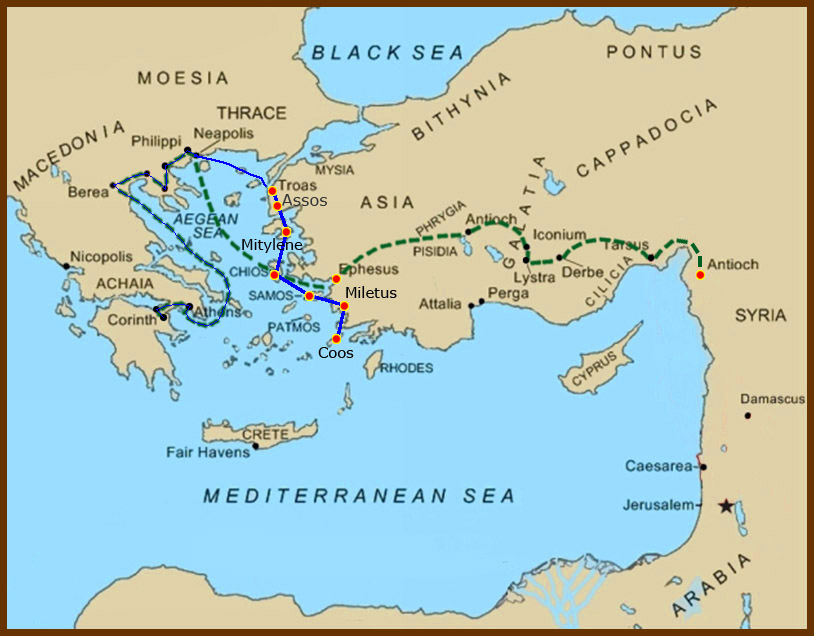 BLACK SEA
PONTUS
MOESIA
BITHYNIA
THRACE
CAPPADOCIA
MACEDONIA
Neapolis
Philippi
MYSIA
Troas
Berea
Assos
ASIA
GALATIA
PHRYGIA
Antioch
AEGEAN
SEA
Iconium
Mitylene
PISIDIA
Tarsus
Nicopolis
CHIOS
Ephesus
Lystra
Derbe
Antioch
ACHAIA
SAMOS
Miletus
Perga
CILICIA
Attalia
Athens
Corinth
PATMOS
SYRIA
Coos
RHODES
CYPRUS
Damascus
CRETE
Fair Havens
Caesarea
MEDITERRANEAN SEA
Jerusalem
ARABIA